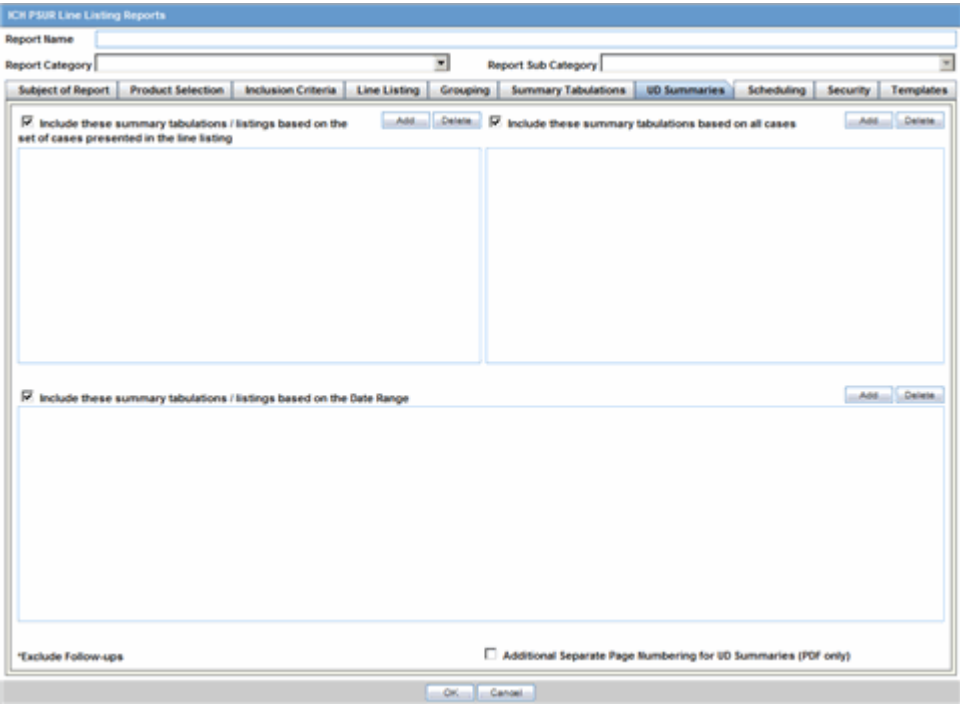 ICH PSUR Line Listing Reports
Report Name
Report Category Report Sub Category
Subject of Report Product Selection Inclusion Criteria Line Listing Grouping Summary Tabulations UD Summaries Scheduling Security Templates
Include these summary tabulations / listings based on the Add Delete Include these summary tabulations based on all cases Add Delete
set of cases presented in the line listing
Include these summary tabulations / listings based on the Date Range Add Delete
*Exclude Follow-ups Additional Separate Page Numbering for UD Summaries (PDF only)
OK Cancel